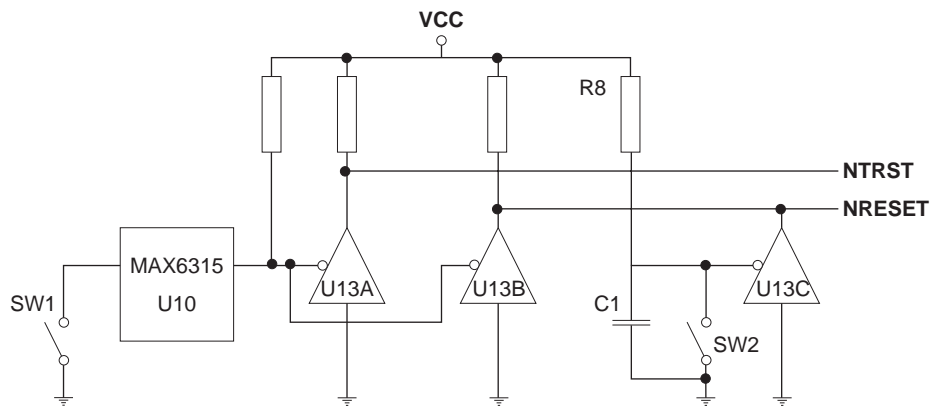 VCC
R8
NTRST
NRESET
MAX6315
U10
U13A
U13B
U13C
SW1
C1
SW2